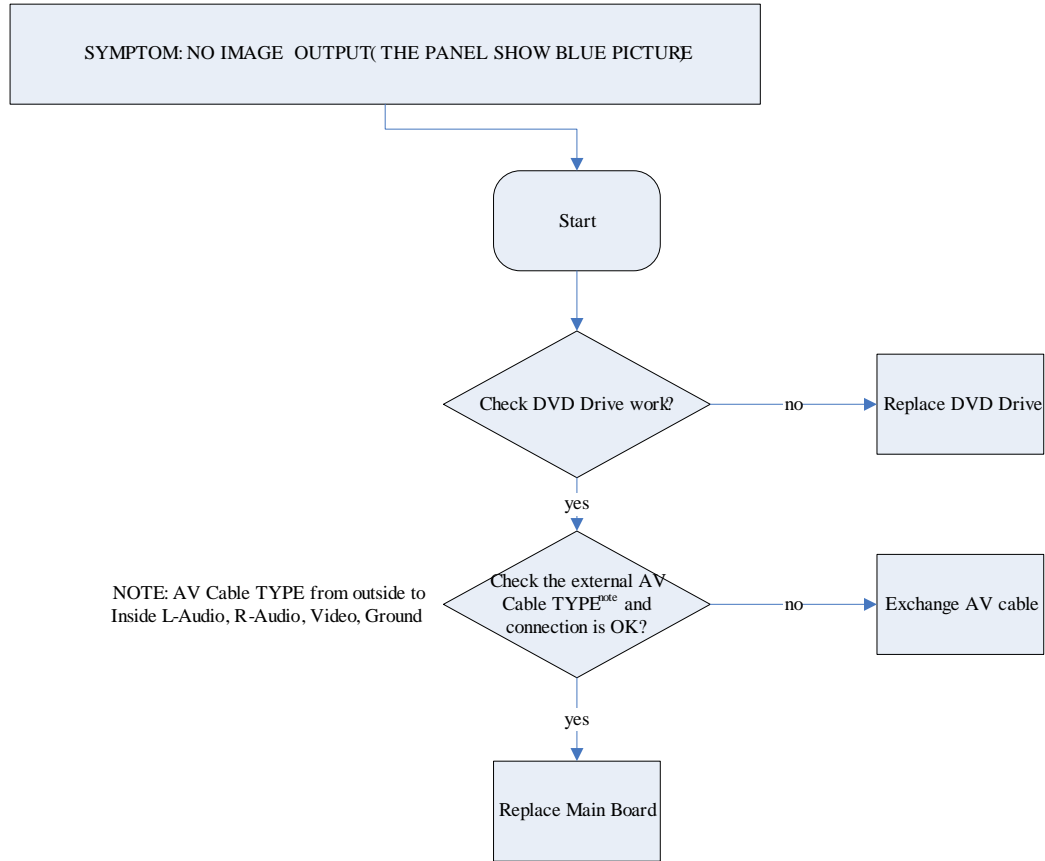 SYMPTOM: NO IMAGE OUTPUT( THE PANEL SHOW BLUE PICTURE)
Start
Check DVD Drive work?
no
Replace DVD Drive
yes
NOTE: AV Cable TYPE from outside to
Inside L-Audio, R-Audio, Video, Ground
Check the external AV
Cable TYPEnote and
connection is OK?
no
Exchange AV cable
yes
Replace Main Board